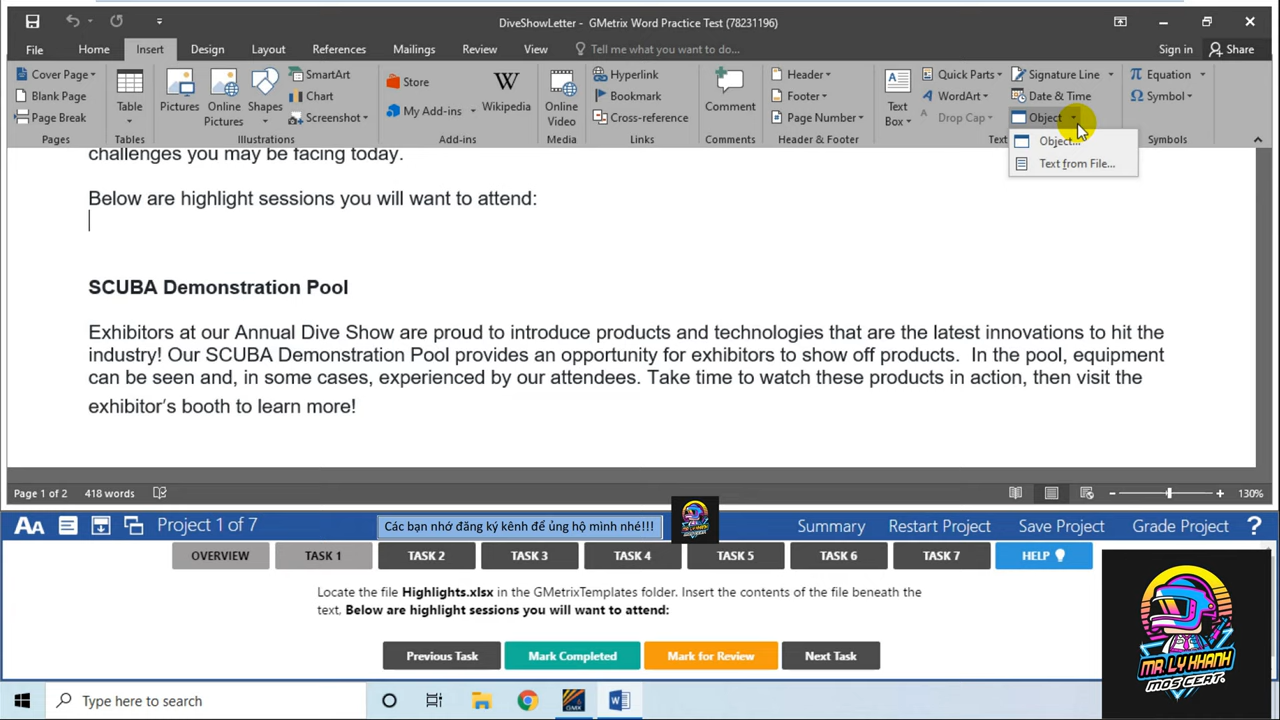 DiveShowLetter - GMetrix Word Practice Test (78231196)
File Home Insert Design Layout References Mailings Review View Tell me what you want to do... Sign in Share
Cover Page
Blank Page
Page Break
Pages
Table
Tables
Pictures
Online Pictures
Shapes
SmartArt
Chart
Screenshot
Illustrations
Store
My Add-ins
Wikipedia
Add-ins
Online Video
Media
Hyperlink
Bookmark
Cross-reference
Links
Comment
Comments
Header
Footer
Page Number
Header & Footer
Text Box
Quick Parts
WordArt
Drop Cap
Signature Line
Date & Time
Object
Text
Object...
Text from File...
Equation
Symbol
Symbols
challenges you may be facing today.
Below are highlight sessions you will want to attend:
SCUBA Demonstration Pool
Exhibitors at our Annual Dive Show are proud to introduce products and technologies that are the latest innovations to hit the
industry! Our SCUBA Demonstration Pool provides an opportunity for exhibitors to show off products. In the pool, equipment
can be seen and, in some cases, experienced by our attendees. Take time to watch these products in action, then visit the
exhibitor's booth to learn more!
Page 1 of 2 418 words 130%
Project 1 of 7 Các bạn nhớ đăng ký kênh để ủng hộ mình nhé!!! Summary Restart Project Save Project Grade Project ?
OVERVIEW TASK 1 TASK 2 TASK 3 TASK 4 TASK 5 TASK 6 TASK 7 HELP
Locate the file Highlights.xlsx in the GMetrixTemplates folder. Insert the contents of the file beneath the
text, Below are highlight sessions you will want to attend:
Previous Task Mark Completed Mark for Review Next Task
MR. LY KHANH
MOS CERT.
Type here to search